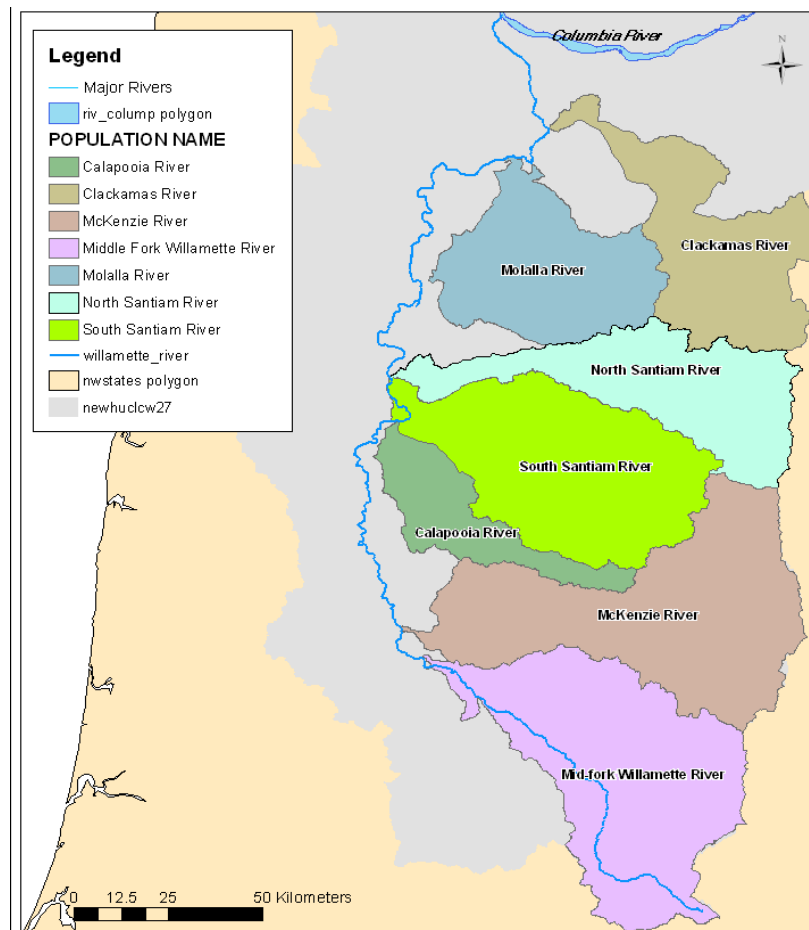 Columbia River
N
Legend
Major Rivers
riv_colump polygon
POPULATION NAME
Calapooia River
Clackamas River
McKenzie River
Middle Fork Willamette River
Molalla River
North Santiam River
South Santiam River
willamette_river
nwstates polygon
newhuclcw27
Clackamas River
Molalla River
North Santiam River
South Santiam River
Calapooia River
McKenzie River
Mid-fork Willamette River
0 12.5 25 50 Kilometers